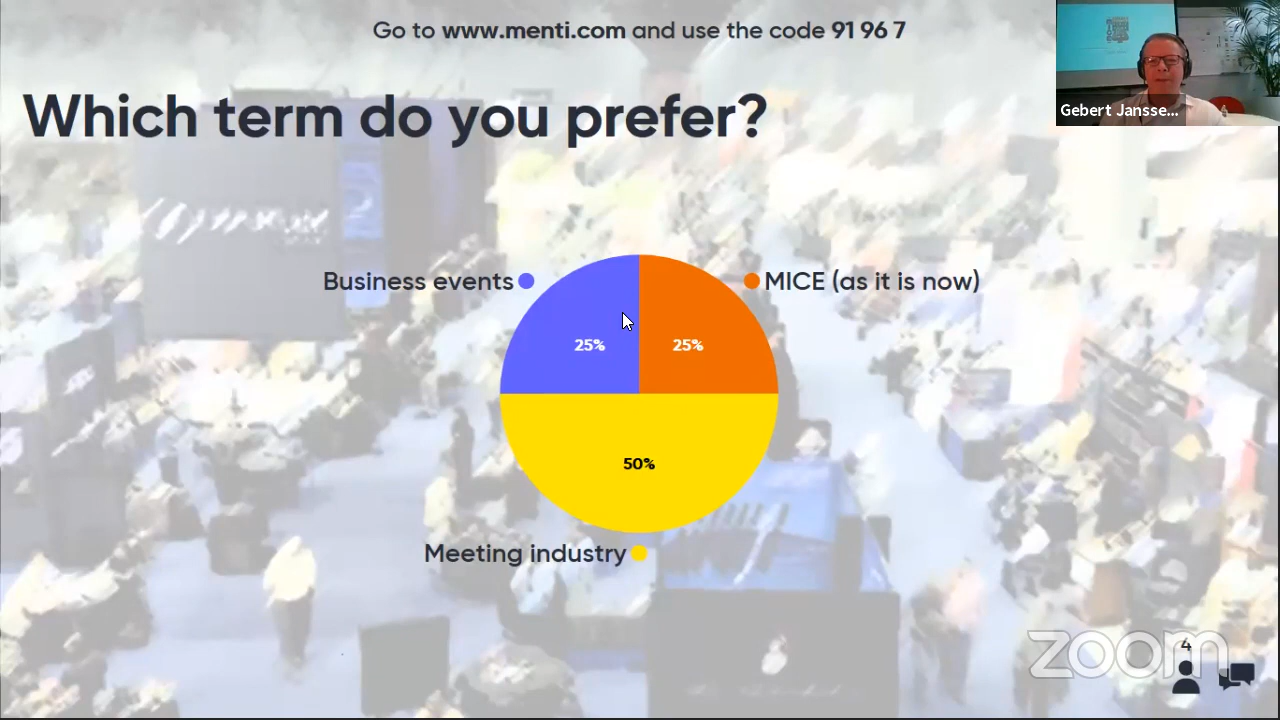 Go to www.menti.com and use the code 91 96 7
Gebert Jansse...
Which term do you prefer?
Business events
MICE (as it is now)
25%
25%
50%
Meeting industry
zoom
4